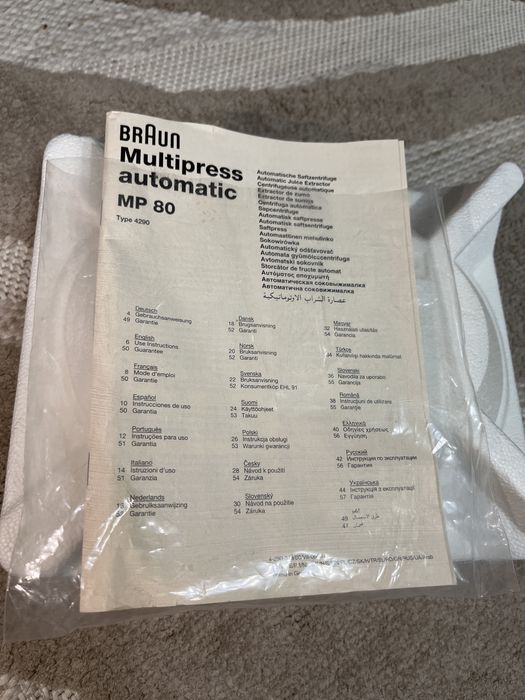 BRAUN
Multipress
automatic
MP 80
Type 4290
Automatische Saftzentrifuge
Automatic Juice Extractor
Centrifugeuse automatique
Extractor de zumo
Extractor de sumos
Centrifuga automatica
Sapcentrifuge
Automatisk saftpresse
Automatisk saftsentrifuge
Saftpress
Automaattinen mehulinko
Sokowirówka
Automatický odšťavovač
Automata gyümölcscentrifuga
Avtomatski sokovnik
Storcător de fructe automat
Αυτόματος αποχυμωτή
Автоматическая соковыжималка
Автоматична соковижималка
عصارة الشراب الاوتوماتيكية
Deutsch
4 Gebrauchsanweisung
49 Garantie
English
6 Use Instructions
50 Guarantee
Français
8 Mode d'emploi
50 Garantie
Español
10 Instrucciones de uso
50 Garantia
Português
12 Instruções para uso
51 Garantia
Italiano
14 Istruzioni d'uso
51 Garanzia
Nederlands
Gebruiksaanwijzing
Garantie
Dansk
18 Brugsanvisning
52 Garanti
Norsk
20 Bruksanvisning
52 Garanti
Svenska
22 Bruksanvisning
52 Konsumentköp EHL 91
Suomi
24 Käyttöohjeet
53 Takuu
Polski
26 Instrukcja obsługi
53 Warunki gwarancji
Český
28 Návod k použití
54 Záruka
Slovenský
30 Návod na použitie
54 Záruka
Magyar
32 Használati utasítás
54 Garancia
Türkçe
Kullanılışı hakkında malümat
Slovenski
36 Navodila za uporabo
55 Garancija
Română
38 Instrucţiuni de utilizare
55 Garanţie
Ελληνικά
40 Οδηγίες χρήσεως
56 Εγγύηση
Русский
42 Инструкция по эксплуатации
56 Гарантия
Українська
44 Інструкція з експлуатації
57 Гарантія